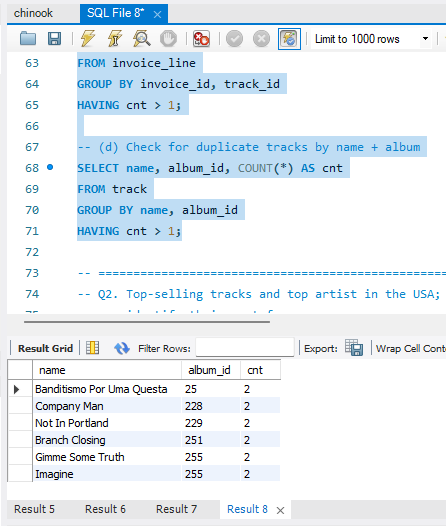 chinook
SQL File 8*
Limit to 1000 rows
63 FROM invoice_line
64 GROUP BY invoice_id, track_id
65 HAVING cnt > 1;
66
67 -- (d) Check for duplicate tracks by name + album
68 SELECT name, album_id, COUNT(*) AS cnt
69 FROM track
70 GROUP BY name, album_id
71 HAVING cnt > 1;
72
73 -- ==================================================
74 -- Q2. Top-selling tracks and top artist in the USA;
Result Grid Filter Rows: Export: Wrap Cell Conte
name album_id cnt
Banditismo Por Uma Questa 25 2
Company Man 228 2
Not In Portland 229 2
Branch Closing 251 2
Gimme Some Truth 255 2
Imagine 255 2
Result 5 Result 6 Result 7 Result 8